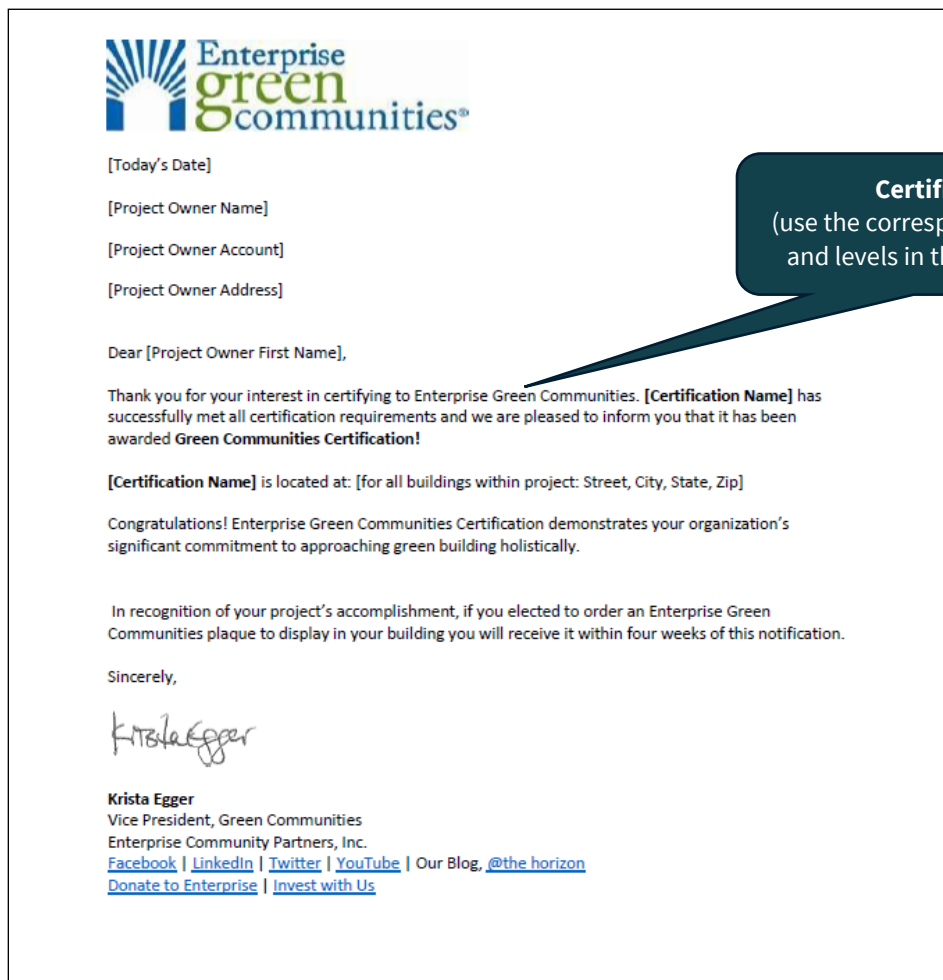 Enterprise
green
communities®
[Today's Date]
[Project Owner Name]
[Project Owner Account]
[Project Owner Address]
(use the
and levels in
Dear [Project Owner First Name],
Thank you for your interest in certifying to Enterprise Green Communities. [Certification Name] has
successfully met all certification requirements and we are pleased to inform you that it has been
awarded Green Communities Certification!
[Certification Name] is located at: [for all buildings within project: Street, City, State, Zip]
Congratulations! Enterprise Green Communities Certification demonstrates your organization's
significant commitment to approaching green building holistically.
In recognition of your project's accomplishment, if you elected to order an Enterprise Green
Communities plaque to display in your building you will receive it within four weeks of this notification.
Sincerely,
Krista Egger
Krista Egger
Vice President, Green Communities
Enterprise Community Partners, Inc.
Facebook | LinkedIn | Twitter | YouTube | Our Blog, @the horizon
Donate to Enterprise | Invest with Us